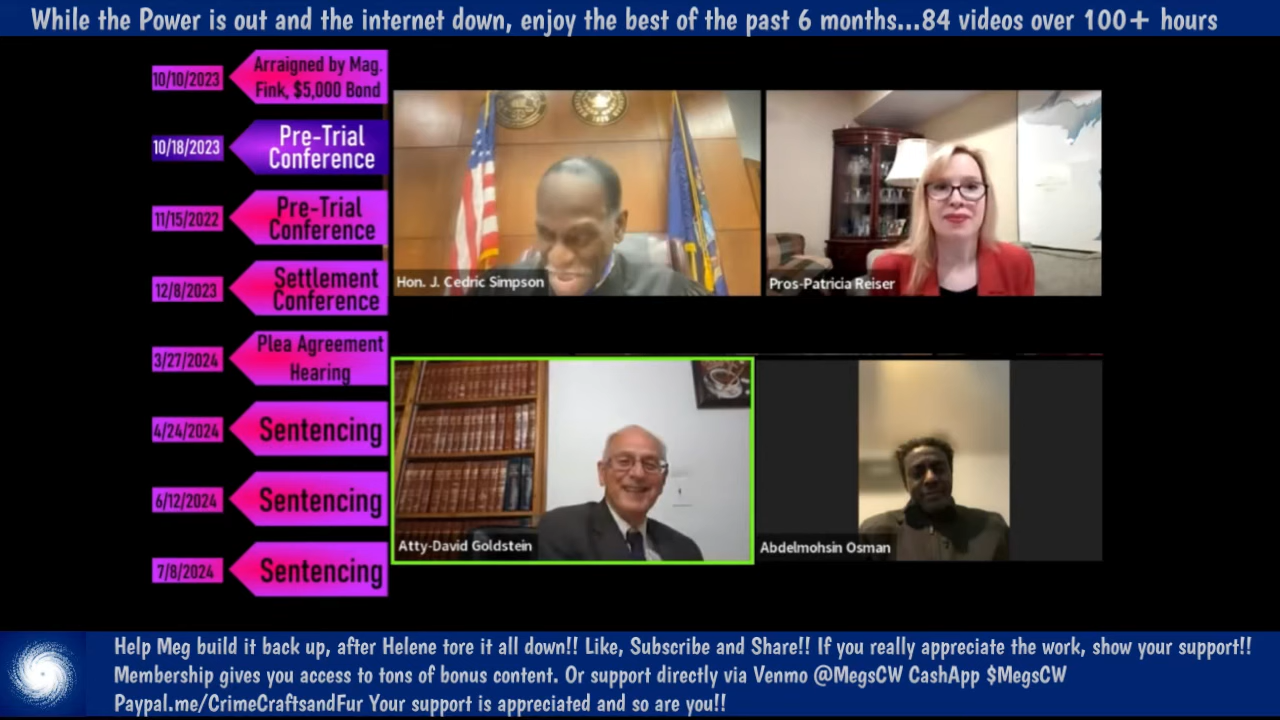 While the Power is out and the internet down, enjoy the best of the past 6 months...84 videos over 100+ hours
10/10/2023
Arraigned by Mag.
Fink, $5,000 Bond
10/18/2023
Pre-Trial
Conference
11/15/2022
Pre-Trial
Conference
12/8/2023
Settlement
Conference
3/27/2024
Plea Agreement
Hearing
4/24/2024
Sentencing
6/12/2024
Sentencing
7/8/2024
Sentencing
Hon. J. Cedric Simpson
Pros-Patricia Reiser
Atty-David Goldstein
Abdelmohsin Osman
Help Meg build it back up, after Helene tore it all down!! Like, Subscribe and Share!! If you really appreciate the work, show your support!!
Membership gives you access to tons of bonus content. Or support directly via Venmo @MegsCW CashApp $MegsCW
Paypal.me/CrimeCraftsandFur Your support is appreciated and so are you!!